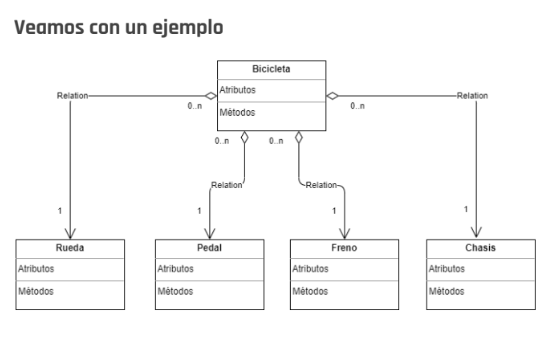 Veamos con un ejemplo
Bicicleta
Atributos
Métodos
Relation
0..n
0..n
Relation
0..n
0..n
Relation
Relation
1
1
1
1
Rueda
Atributos
Métodos
Pedal
Atributos
Métodos
Freno
Atributos
Métodos
Chasis
Atributos
Métodos